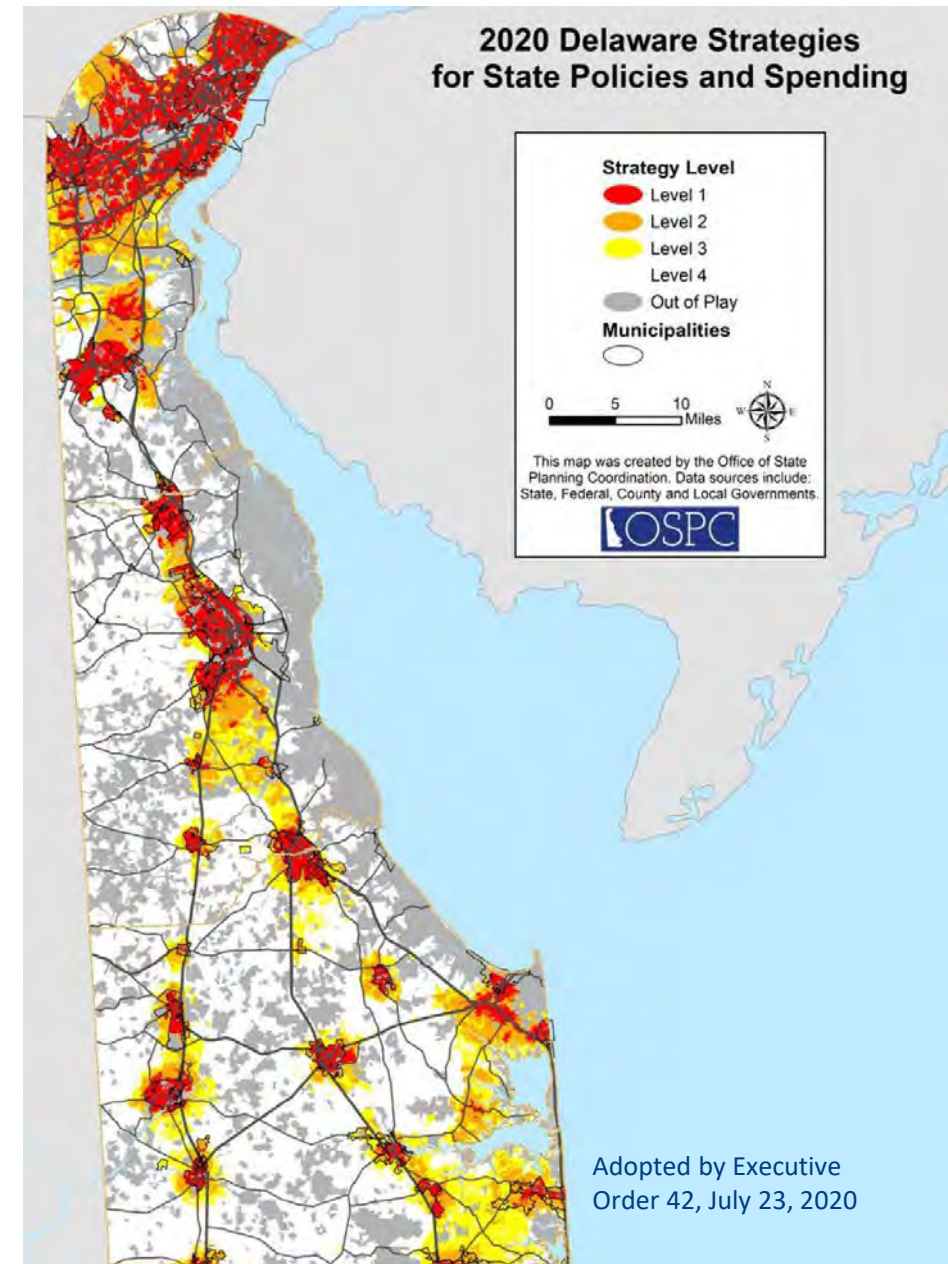 2020 Delaware Strategies
for State Policies and Spending
Strategy Level
Level 1
Level 2
Level 3
Level 4
Out of Play
Municipalities
0 5 10
Miles
N
W E
S
This map was created by the Office of State
Planning Coordination. Data sources include:
State, Federal, County and Local Governments.
OSPC
Adopted by Executive
Order 42, July 23, 2020